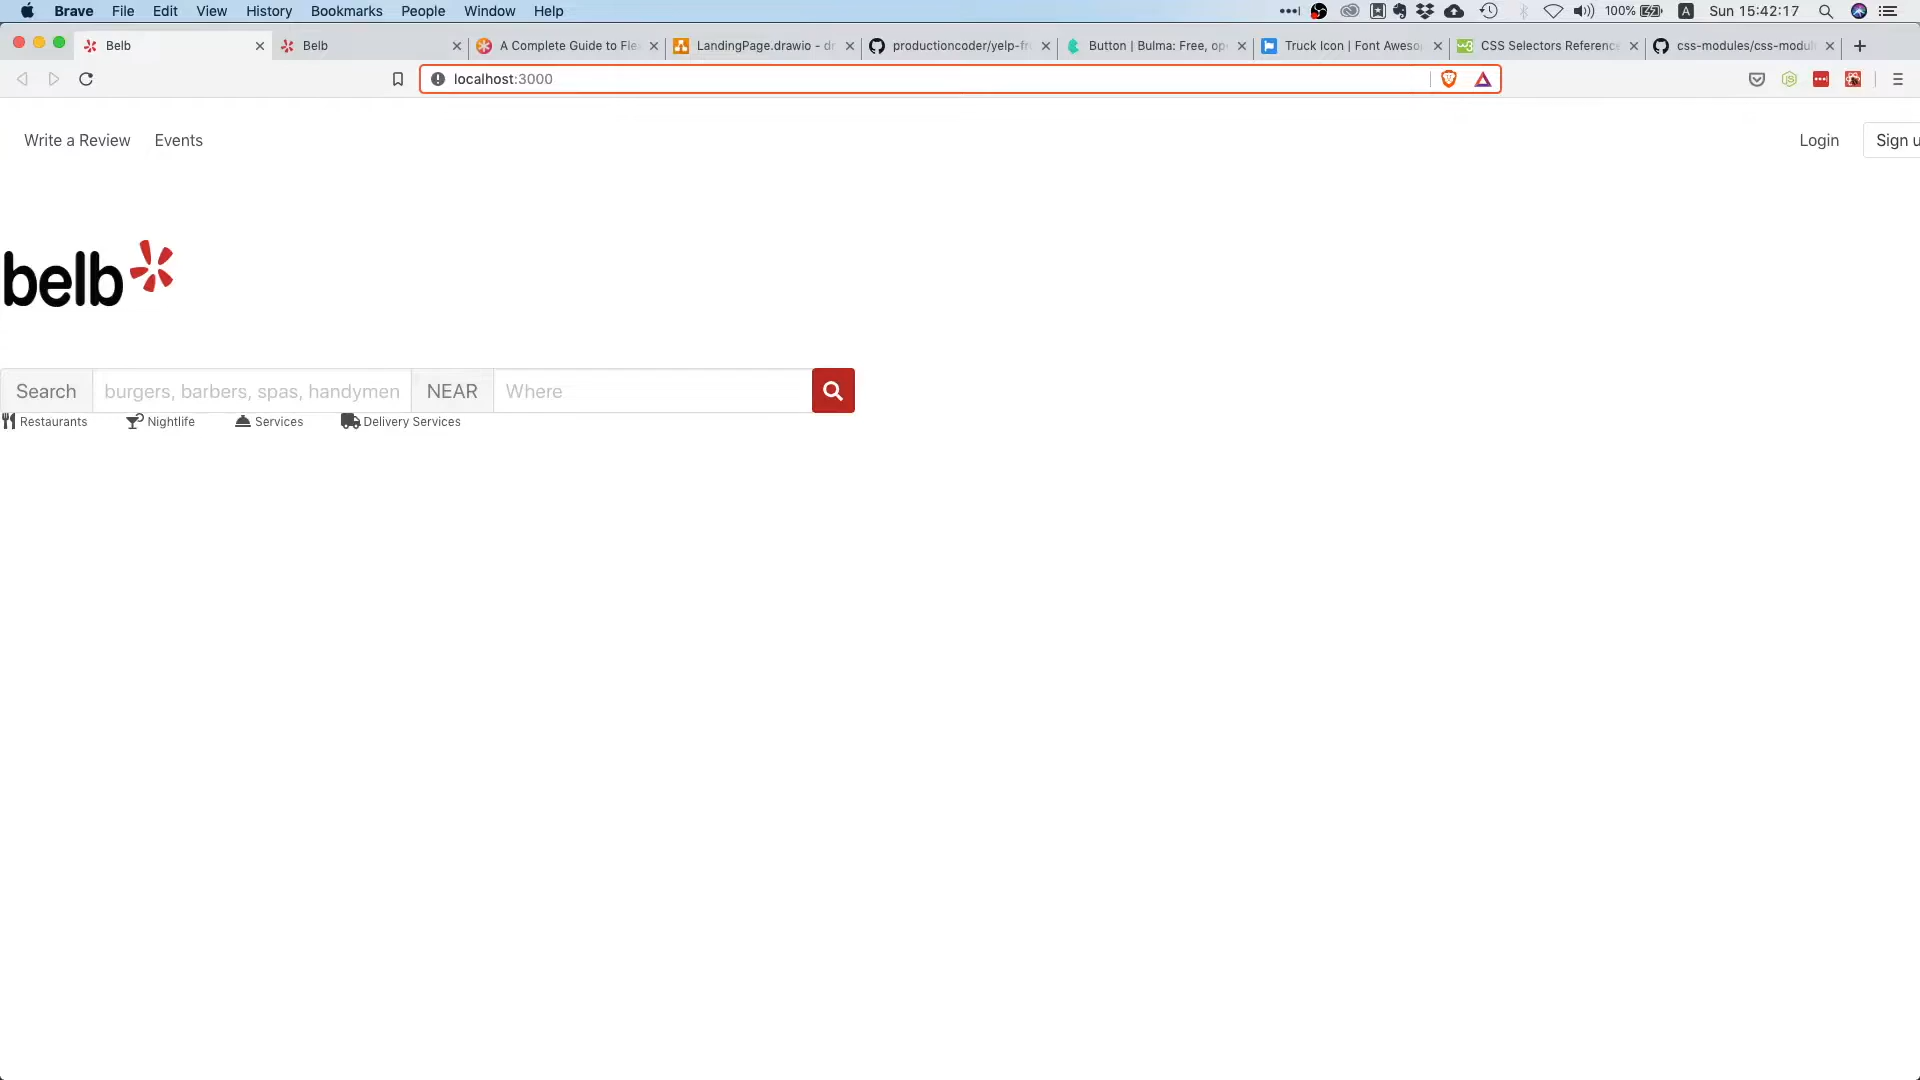 Brave File Edit View History Bookmarks People Window Help 100% A Sun 15:42:17
Belb Belb A Complete Guide to Fle LandingPage.drawio - dr productioncoder/yelp-fr Button | Bulma: Free, ope Truck Icon | Font Aweso CSS Selectors Reference css-modules/css-modul
localhost:3000
Write a Review Events Login Sign u
belb
Search burgers, barbers, spas, handymen NEAR Where
Restaurants Nightlife Services Delivery Services